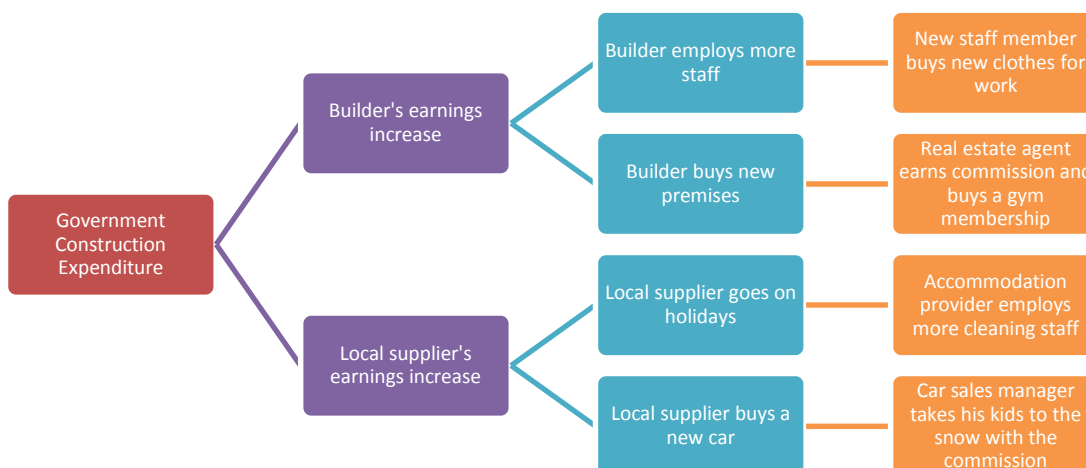 Government
Construction
Expenditure
Builder's earnings
increase
Local supplier's
earnings increase
Builder employs more
staff
Builder buys new
premises
Local supplier goes on
holidays
Local supplier buys a
new car
New staff member
buys new clothes for
work
Real estate agent
earns commission and
buys a gym
membership
Accommodation
provider employs
more cleaning staff
Car sales manager
takes his kids to the
snow with the
commission